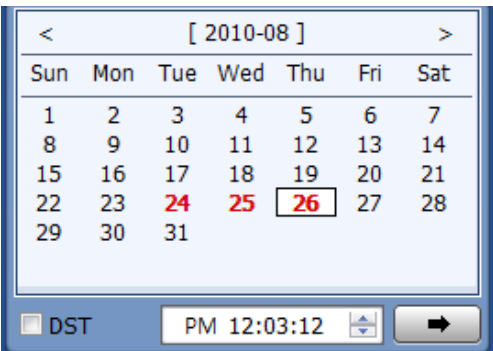 < [ 2010-08 ] >
Sun Mon Tue Wed Thu Fri Sat
1 2 3 4 5 6 7
8 9 10 11 12 13 14
15 16 17 18 19 20 21
22 23 24 25 26 27 28
29 30 31
DST PM 12:03:12